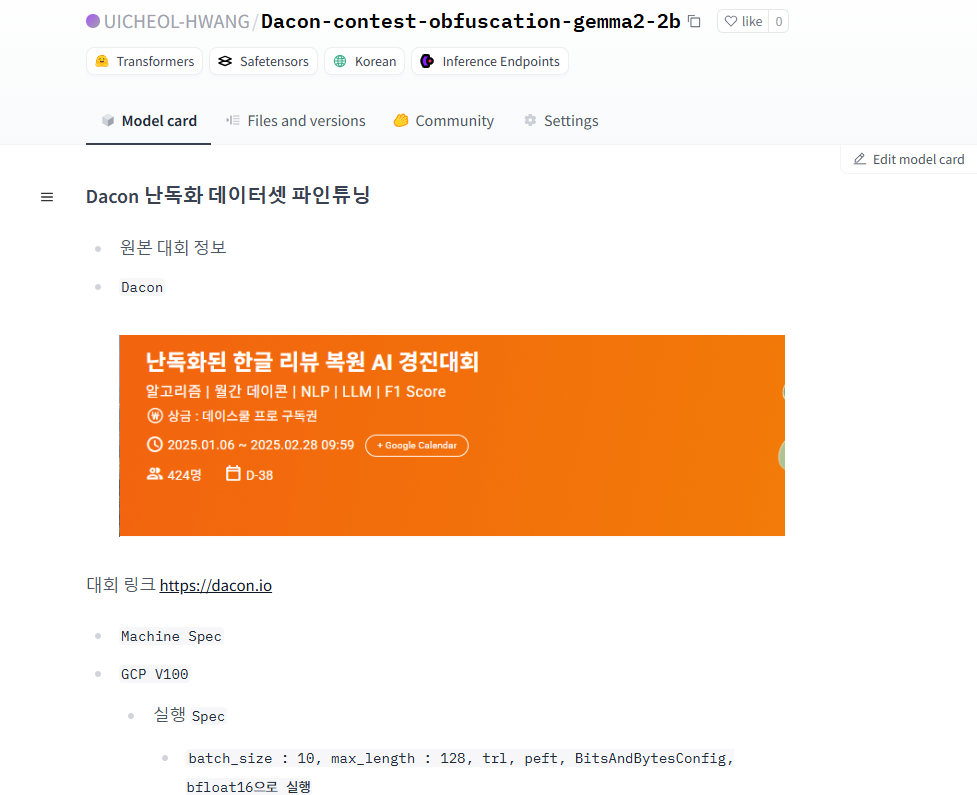 UICHEOL-HWANG/Dacon-contest-obfuscation-gemma2-2b like 0
Transformers Safetensors Korean Inference Endpoints
Model card Files and versions Community Settings
Edit model card
Dacon 난독화 데이터셋 파인튜닝
원본 대회 정보
Dacon
난독화된 한글 리뷰 복원 AI 경진대회
알고리즘 | 월간 데이콘 | NLP | LLM | F1 Score
₩ 상금 : 데이스쿨 프로 구독권
2025.01.06 ~ 2025.02.28 09:59 + Google Calendar
424명 D-38
대회 링크 https://dacon.io
Machine Spec
GCP V100
실행 Spec
batch_size : 10, max_length : 128, trl, peft, BitsAndBytesConfig,
bfloat16으로 실행